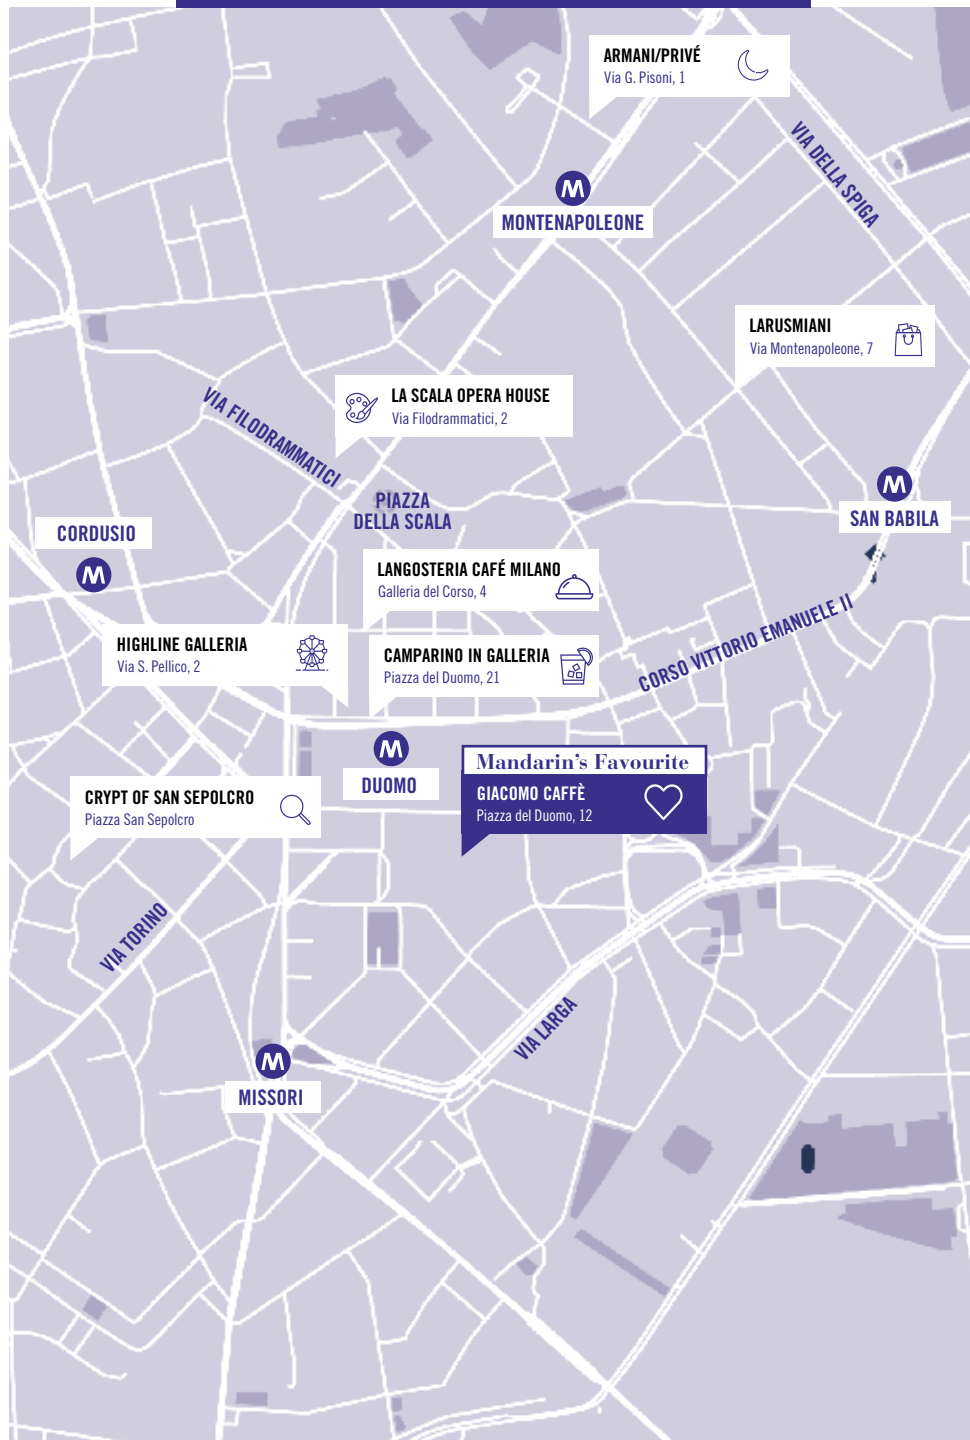 ARMANI/PRIVÉ
Via G. Pisoni, 1
VIA DELLA SPIGA
M
MONTENAPOLEONE
LARUSMIANI
Via Montenapoleone, 7
LA SCALA OPERA HOUSE
Via Filodrammatici, 2
VIA FILODRAMMATICI
PIAZZA
DELLA SCALA
M
SAN BABILA
CORDUSIO
M
LANGOSTERIA CAFÉ MILANO
Galleria del Corso, 4
CORSO VITTORIO EMANUELE II
HIGHLINE GALLERIA
Via S. Pellico, 2
CAMPARINO IN GALLERIA
Piazza del Duomo, 21
M
DUOMO
Mandarin's Favourite
GIACOMO CAFFÈ
Piazza del Duomo, 12
CRYPT OF SAN SEPOLCRO
Piazza San Sepolcro
VIA TORINO
VIA LARGA
M
MISSORI